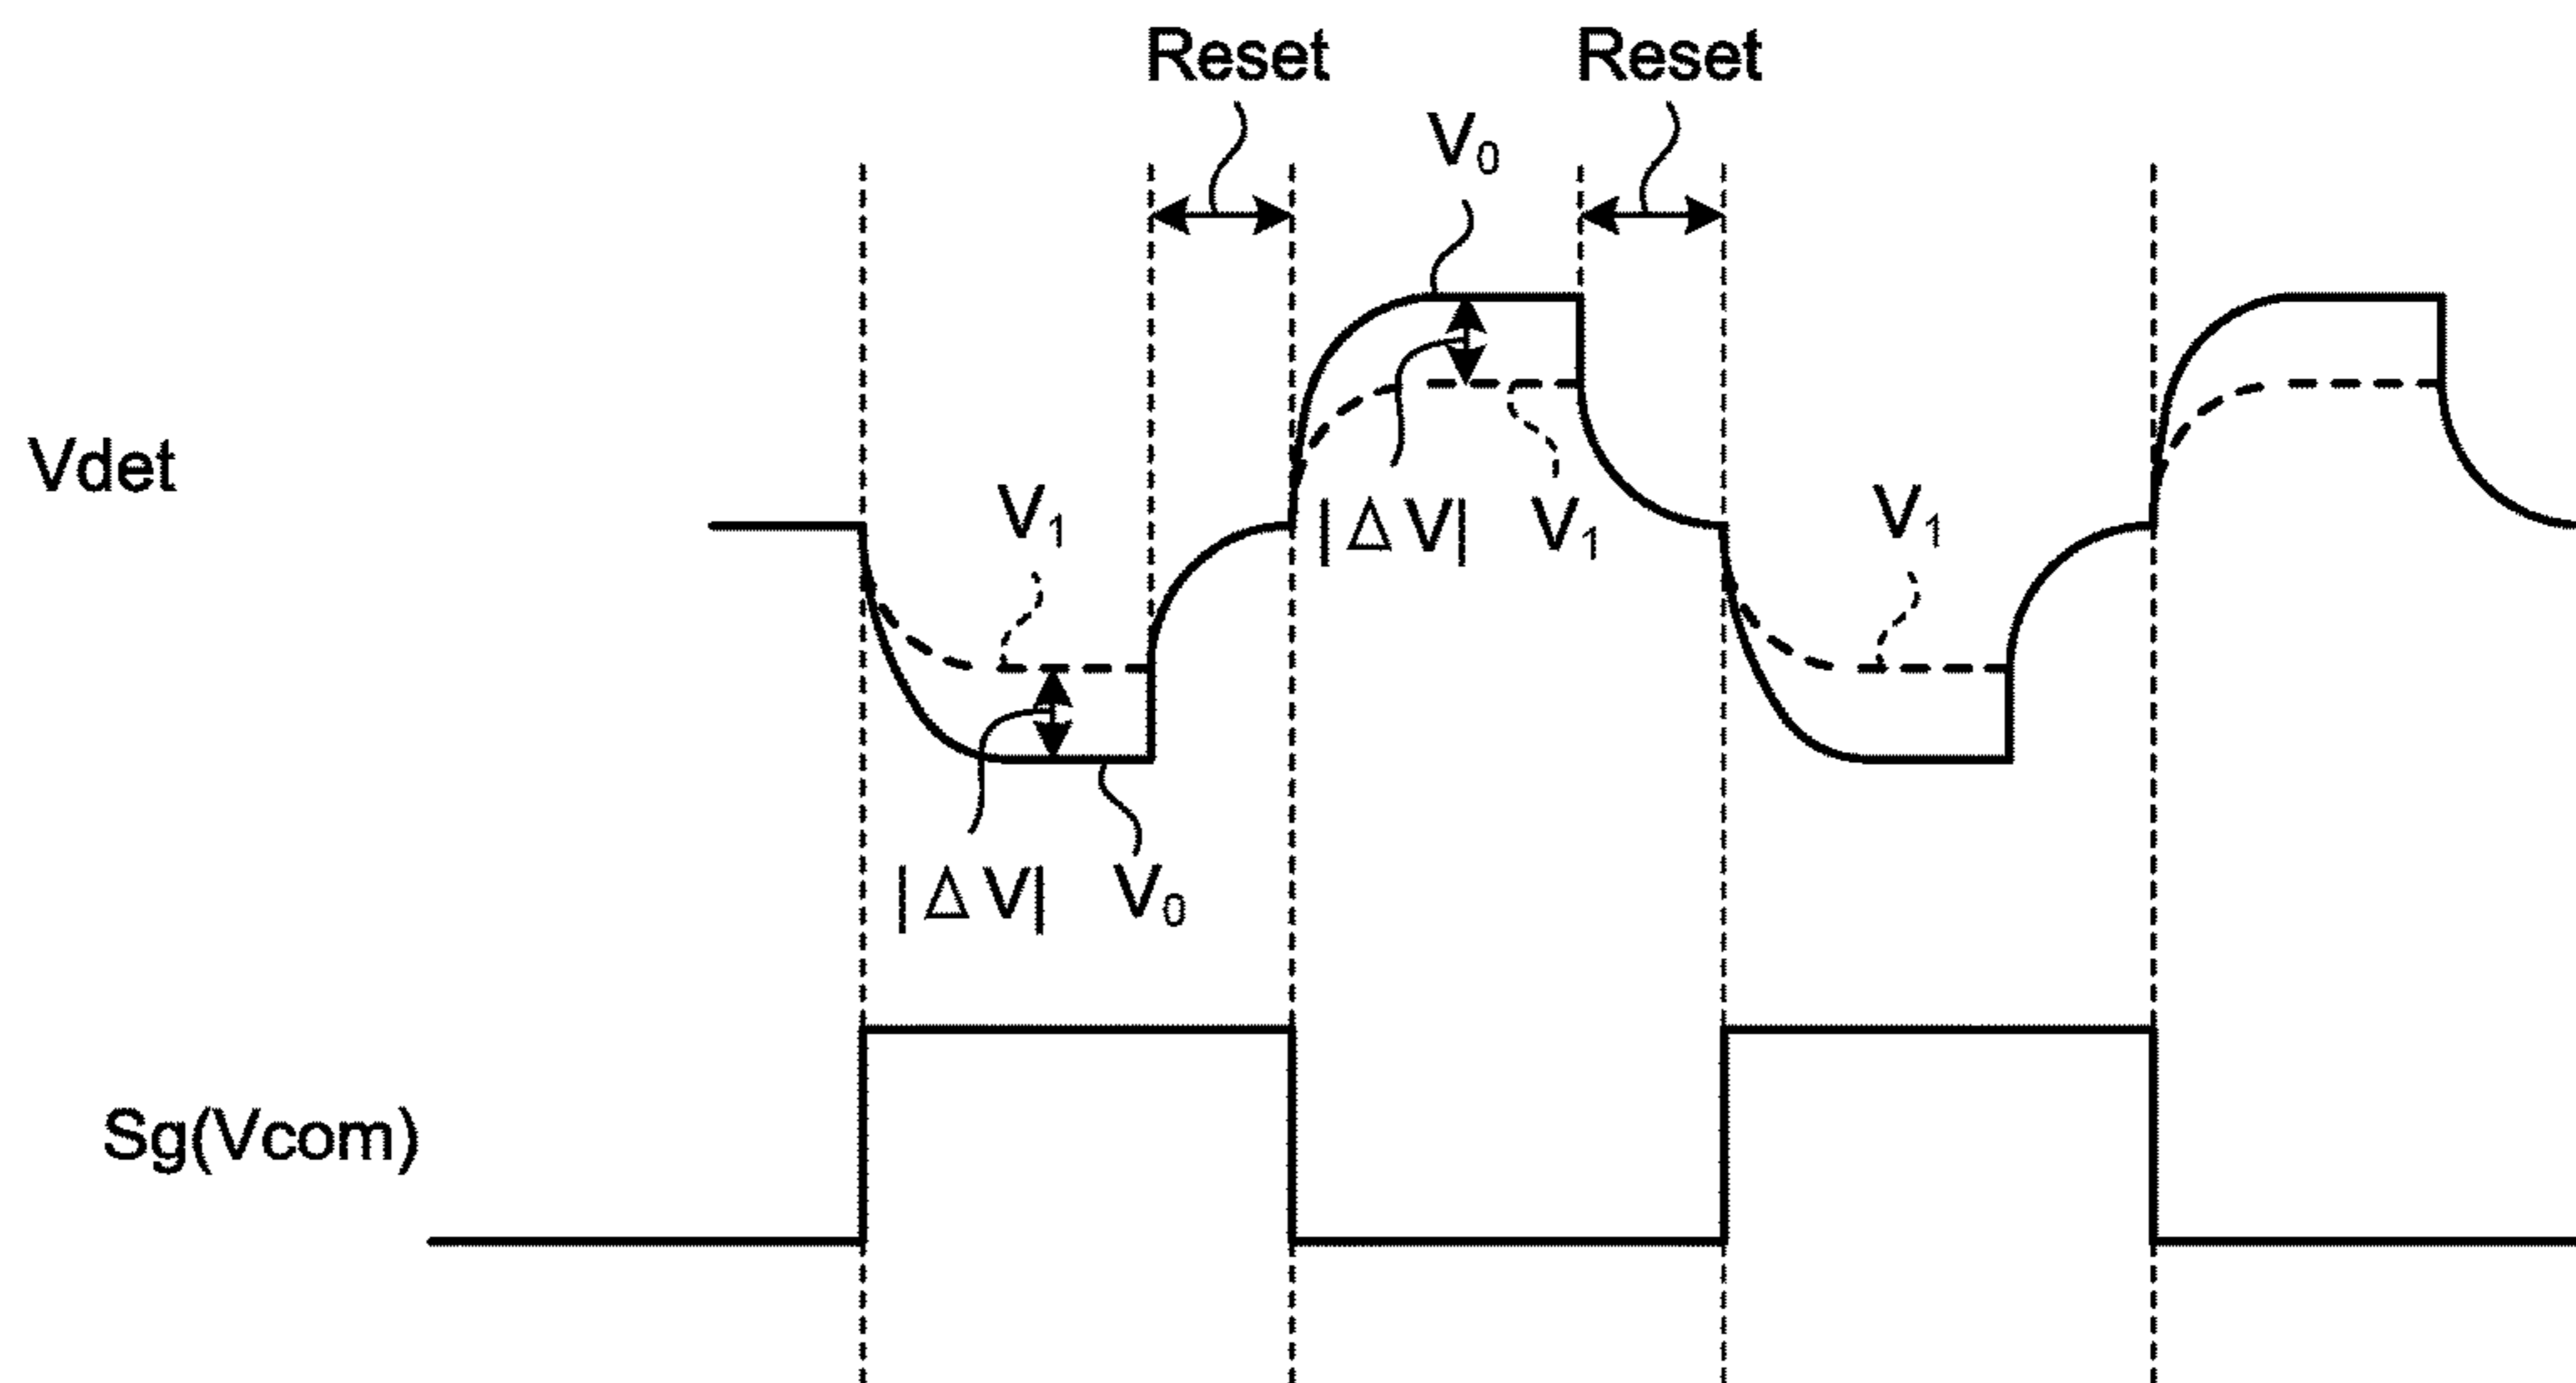 Reset Reset
V0
Vdet
V1 |ΔV| V1 V1
|ΔV| V0
Sg(Vcom)